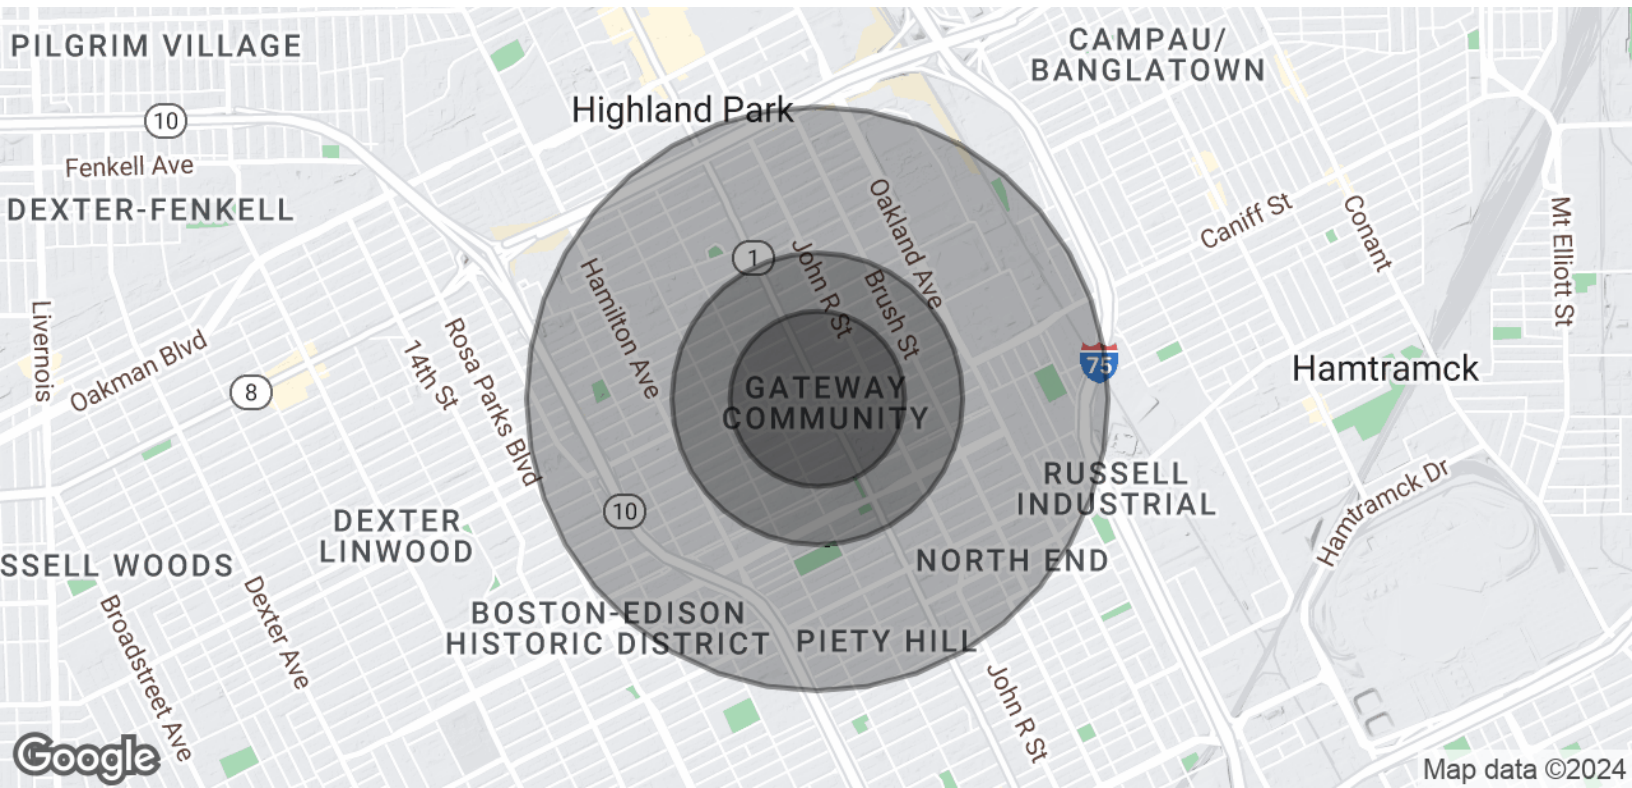 PILGRIM VILLAGE
CAMPAU/
BANGLATOWN
Highland Park
10
Fenkell Ave
DEXTER-FENKELL
Oakland Ave
Caniff St
Conant
Mt Elliott St
1
John R St
Brush St
Hamilton Ave
Livernois
Oakman Blvd
14th St
Rosa Parks Blvd
8
75
Hamtramck
GATEWAY
COMMUNITY
RUSSELL
INDUSTRIAL
Hamtramck Dr
10
DEXTER
LINWOOD
SSELL WOODS
NORTH END
Broadstreet Ave
Dexter Ave
BOSTON-EDISON
HISTORIC DISTRICT
PIETY HILL
John R St
Google
Map data ©2024